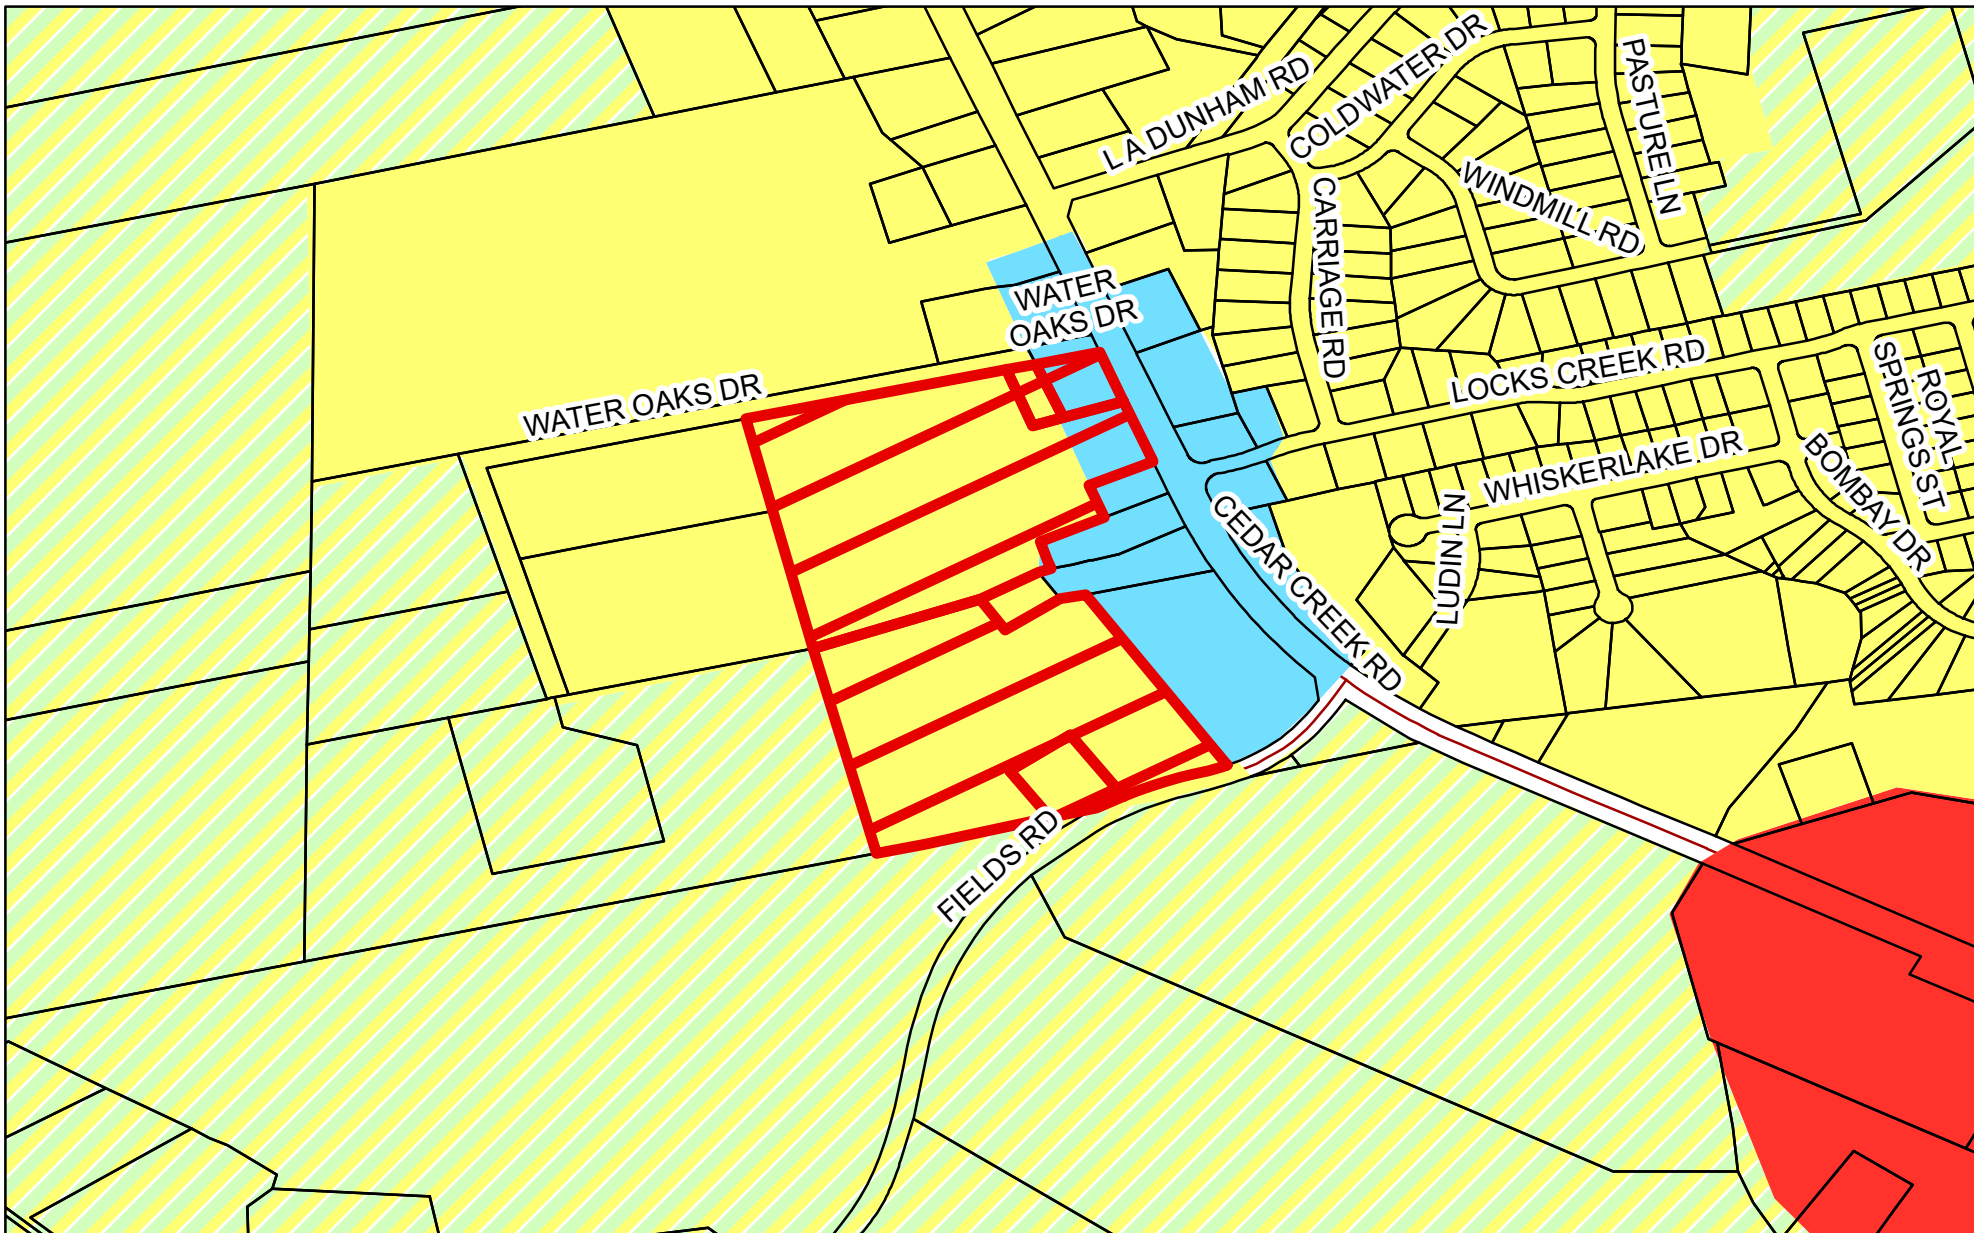 LA DUNHAM RD
COLDWATER DR
PASTURE LN
WINDMILL RD
CARRIAGE RD
WATER
OAKS DR
WATER OAKS DR
LOCKS CREEK RD
ROYAL
SPRINGS ST
WHISKERLAKE DR
BOMBAY DR
LUDIN LN
CEDAR CREEK RD
FIELDS RD